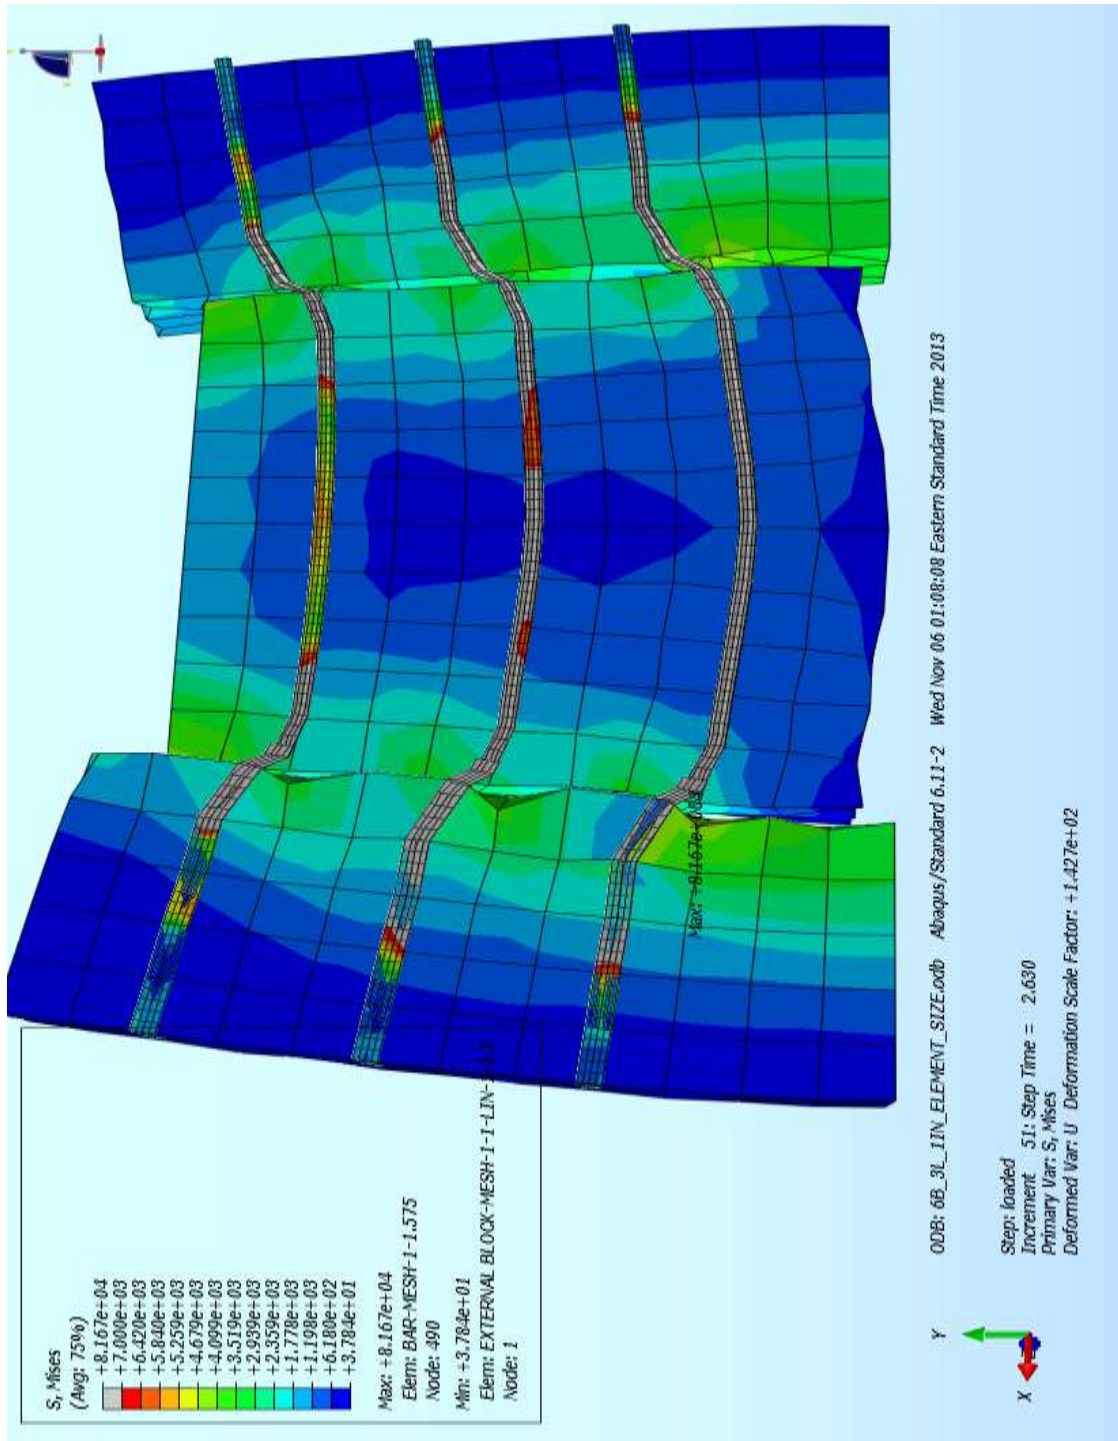 S, Mises
(Avg: 75%)
+8.167e+04
+7.000e+03
+6.420e+03
+5.840e+03
+5.259e+03
+4.679e+03
+4.099e+03
+3.519e+03
+2.939e+03
+2.359e+03
+1.778e+03
+1.198e+03
+6.180e+02
+3.784e+01
Max: +8.167e+04
Elem: BAR-MESH-1-1.575
Node: 490
Min: +3.784e+01
Elem: EXTERNAL BLOCK-MESH-1-1-LIN-
Node: 1
Max: +8.167e+004
ODB: 6B_3L_1IN_ELEMENT_SIZE.odb Abaqus/Standard 6.11-2 Wed Nov 06 01:08:08 Eastern Standard Time 2013
Step: loaded
Increment 51: Step Time = 2.630
Primary Var: S, Mises
Deformed Var: U Deformation Scale Factor: +1.427e+02
Y
X